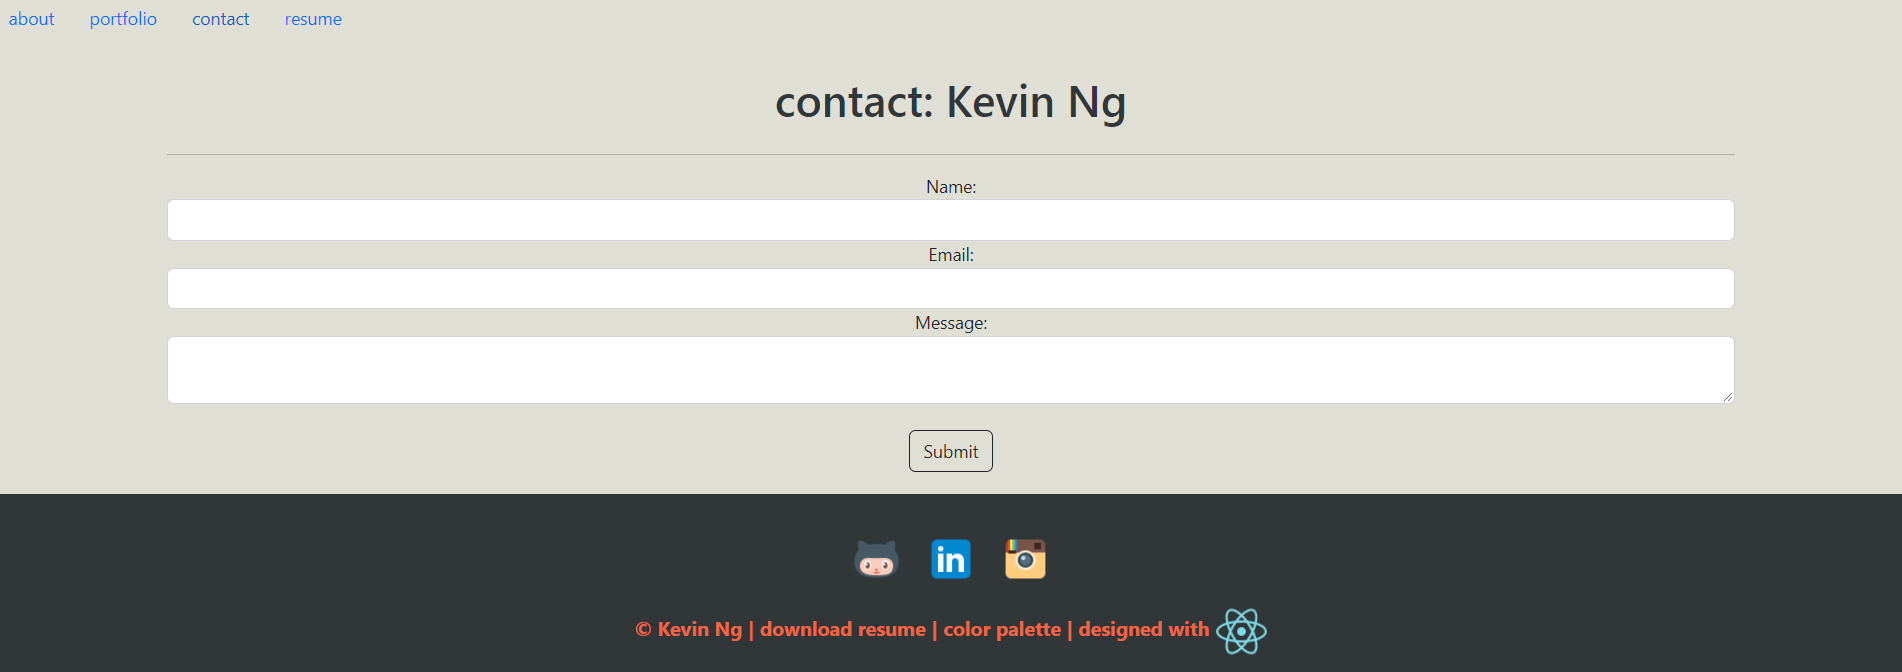 about portfolio contact resume
contact: Kevin Ng
Name:
Email:
Message:
Submit
in
© Kevin Ng | download resume | color palette | designed with